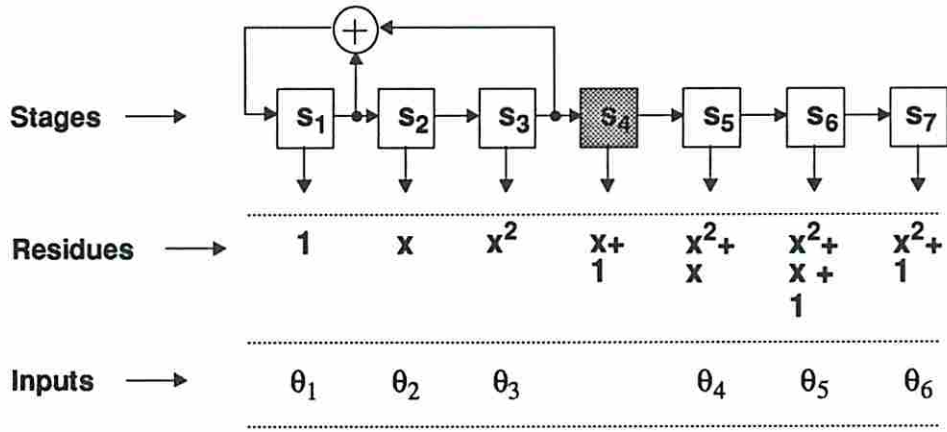 +
Stages S₁ S₂ S₃ S₄ S₅ S₆ S₇
Residues 1 x x² x+ x²+ x²+ x²+
1 x x + 1
1
Inputs θ₁ θ₂ θ₃ θ₄ θ₅ θ₆